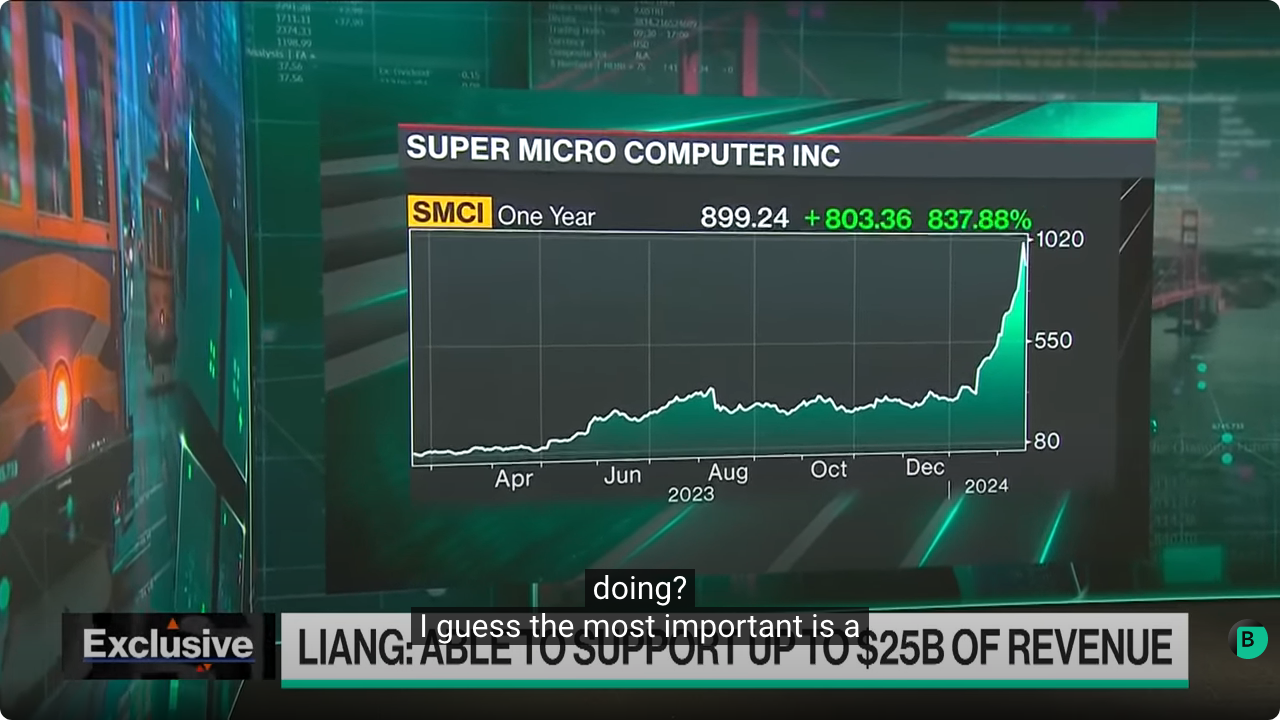 SUPER MICRO COMPUTER INC
SMCI One Year 899.24 +803.36 837.88%
1020
550
80
Apr Jun Aug Oct Dec
2023 2024
doing?
I guess the most important is a
Exclusive LIANG: ABLE TO SUPPORT UP TO $25B OF REVENUE
B